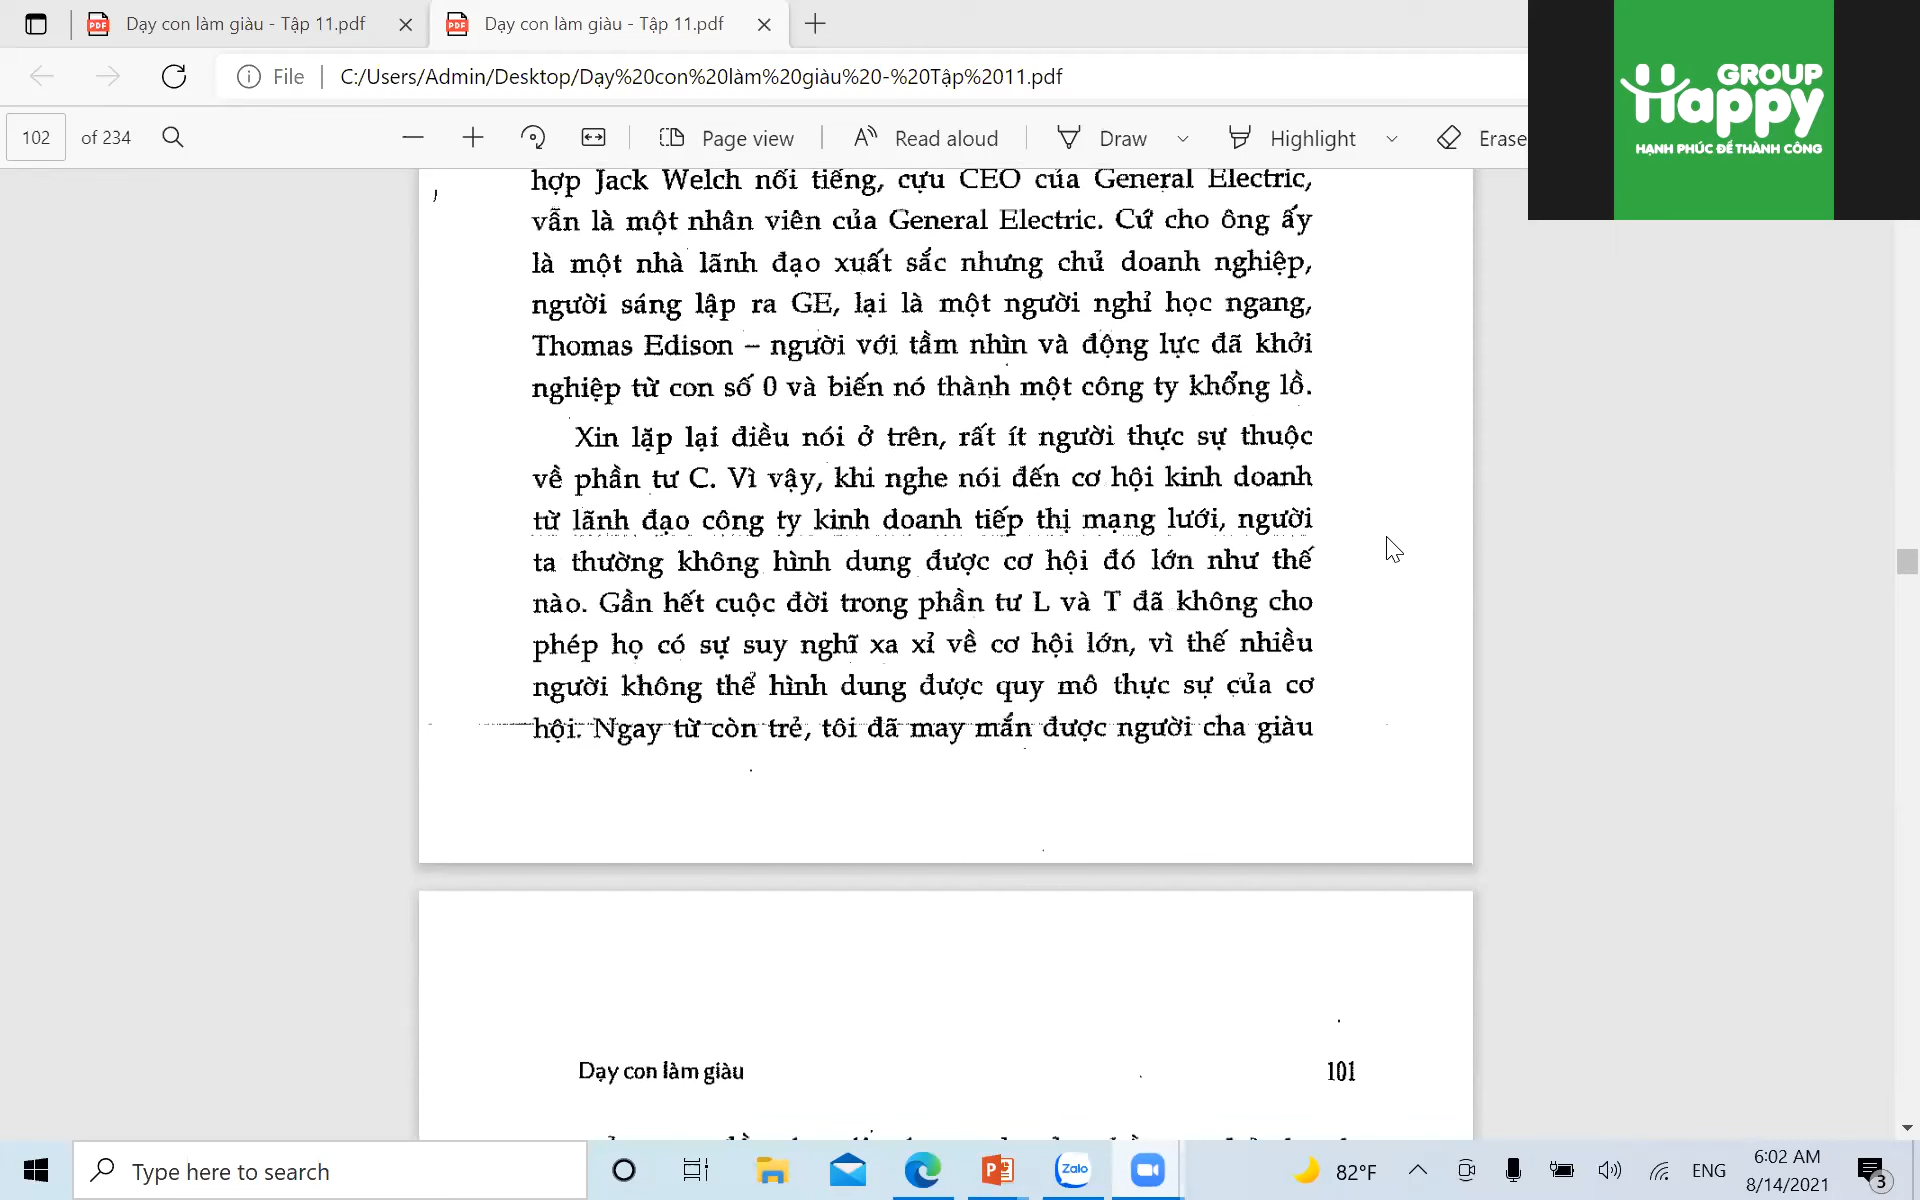 Dạy con làm giàu - Tập 11.pdf
Dạy con làm giàu - Tập 11.pdf
File
C:/Users/Admin/Desktop/Dạy%20con%20làm%20giàu%20-%20Tập%2011.pdf
102 of 234
Page view
Read aloud
Draw
Highlight
Erase
GROUP
Happy
HẠNH PHÚC ĐỂ THÀNH CÔNG
hợp Jack Welch nổi tiếng, cựu CEO của General Electric,
vẫn là một nhân viên của General Electric. Cứ cho ông ấy
là một nhà lãnh đạo xuất sắc nhưng chủ doanh nghiệp,
người sáng lập ra GE, lại là một người nghỉ học ngang,
Thomas Edison – người với tầm nhìn và động lực đã khởi
nghiệp từ con số 0 và biến nó thành một công ty khổng lồ.
Xin lặp lại điều nói ở trên, rất ít người thực sự thuộc
về phần tư C. Vì vậy, khi nghe nói đến cơ hội kinh doanh
từ lãnh đạo công ty kinh doanh tiếp thị mạng lưới, người
ta thường không hình dung được cơ hội đó lớn như thế
nào. Gần hết cuộc đời trong phần tư L và T đã không cho
phép họ có sự suy nghĩ xa xỉ về cơ hội lớn, vì thế nhiều
người không thể hình dung được quy mô thực sự của cơ
hội. Ngay từ còn trẻ, tôi đã may mắn được người cha giàu
Dạy con làm giàu 101
Type here to search
Zalo
82°F
ENG
6:02 AM
8/14/2021
3